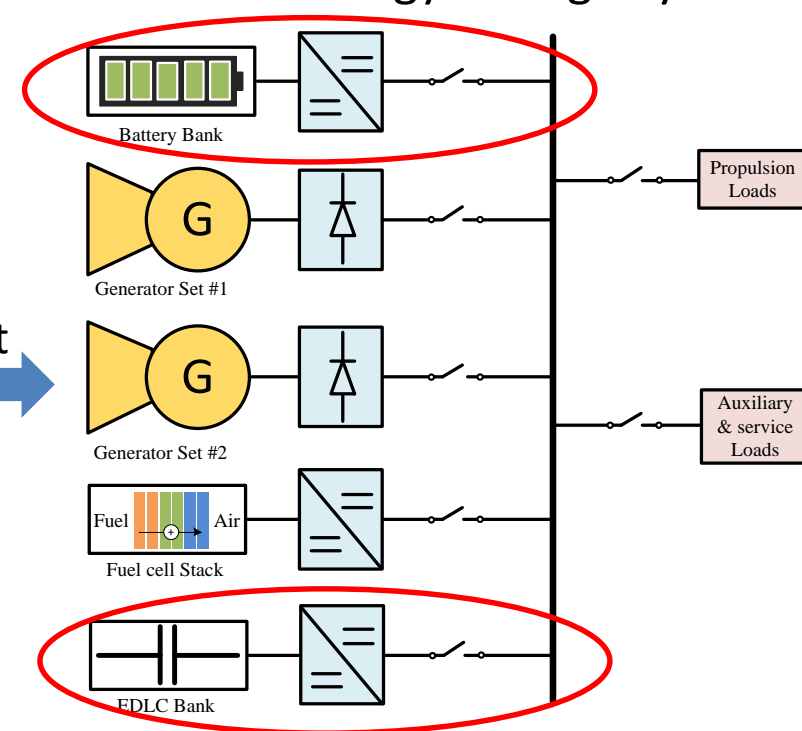 Battery Bank
G
Generator Set #1
Propulsion
Loads
t
G
Generator Set #2
Auxiliary
& service
Loads
Fuel
Air
Fuel cell Stack
EDLC Bank